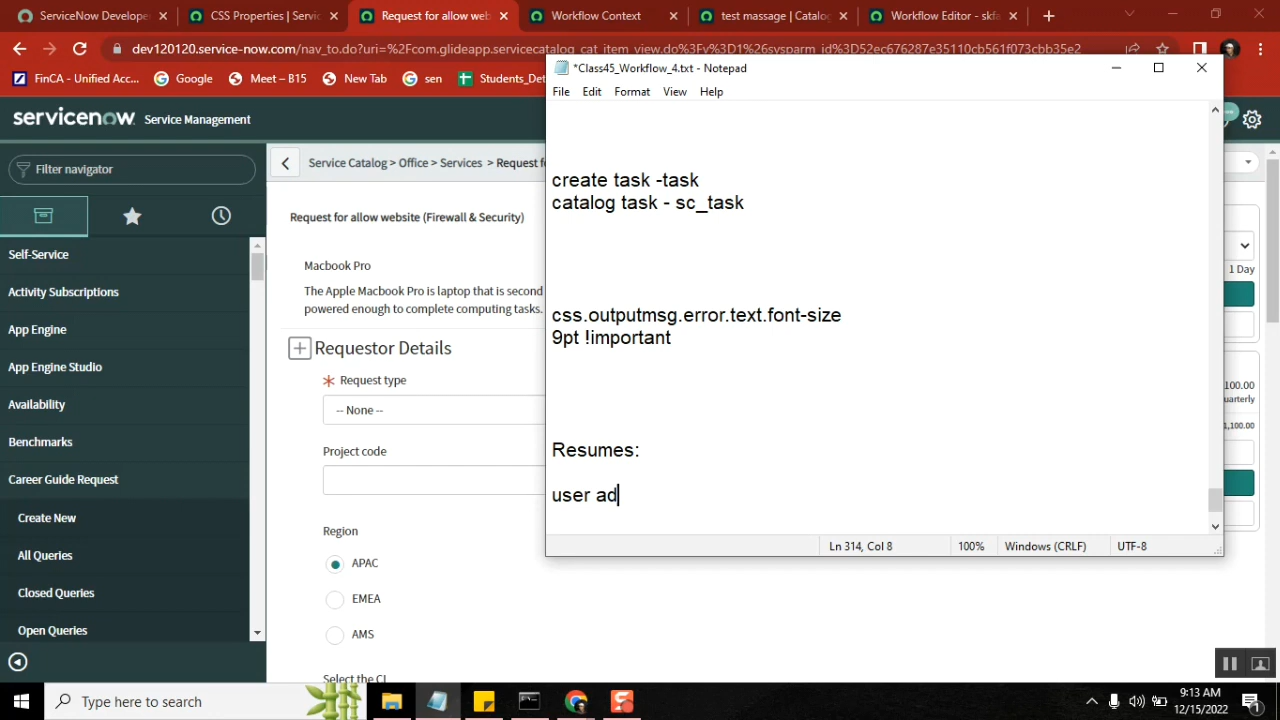 ServiceNow Developer
CSS Properties | Servic
Request for allow web
Workflow Context
test massage | Catalog
Workflow Editor - skfa
dev120120.service-now.com/nav_to.do?uri=%2Fcom.glideapp.servicecatalog_cat_item_view.do%3Fv%3D1%26sysparm_id%3D52ec676287e35110cb561f073cbb35e2
FinCA - Unified Acc...
Google
Meet – B15
New Tab
sen
Students_Det
*Class45_Workflow_4.txt - Notepad
File Edit Format View Help
servicenow Service Management
Filter navigator
Service Catalog > Office > Services > Request fo
create task -task
catalog task - sc_task
Request for allow website (Firewall & Security)
Self-Service
Macbook Pro
1 Day
Activity Subscriptions
The Apple Macbook Pro is laptop that is second
powered enough to complete computing tasks.
css.outputmsg.error.text.font-size
9pt !important
App Engine
Requestor Details
App Engine Studio
Request type
-- None --
Availability
100.00
uarterly
1,100.00
Benchmarks
Project code
Resumes:
Career Guide Request
user ad
Create New
Region
Ln 314, Col 8
100%
Windows (CRLF)
UTF-8
All Queries
APAC
Closed Queries
EMEA
Open Queries
AMS
Select the CI
Type here to search
9:13 AM
12/15/2022
1